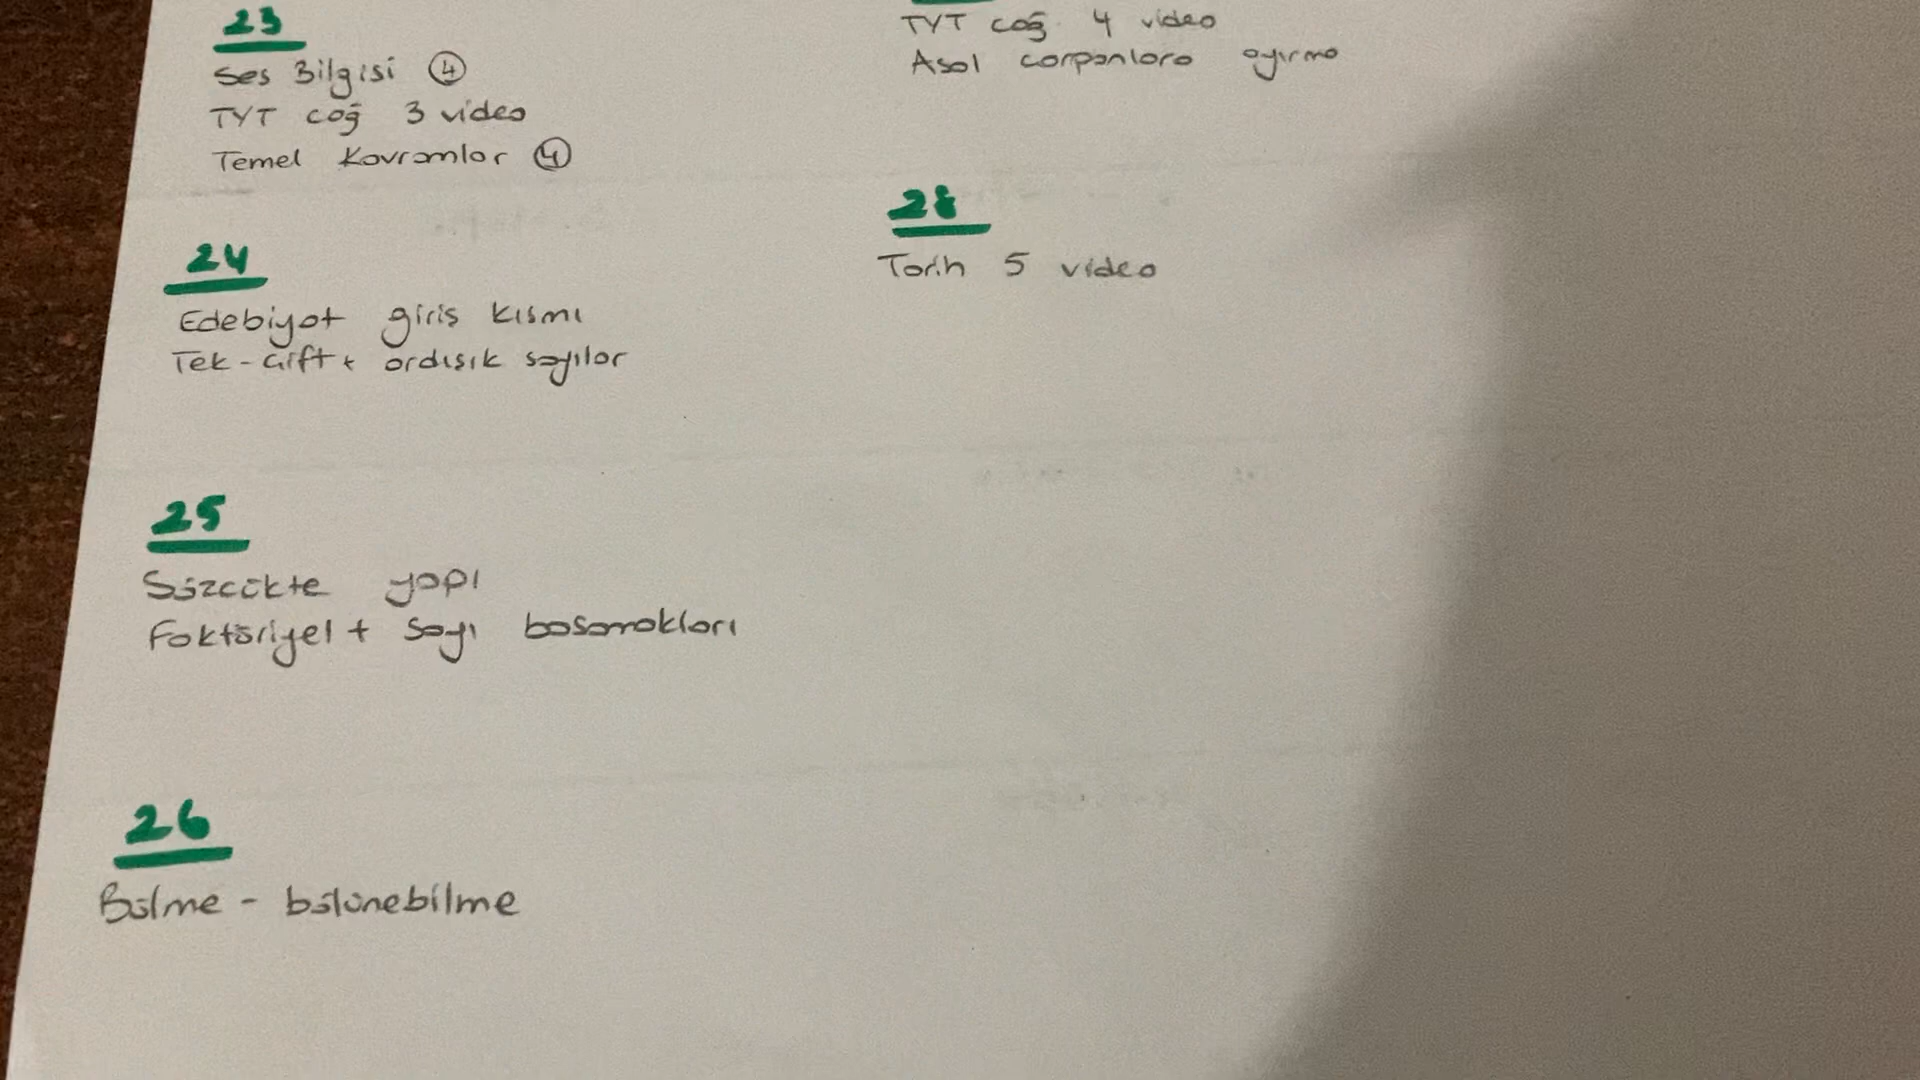 23
Ses Bilgisi ④
TYT coğ 3 video
Temel Kavramlar ④
24
Edebiyat giriş kısmı
Tek-çift + ardışık sayılar
25
Sözcükte yapı
Faktöriyel + Sayı basamakları
26
Bölme - bölünebilme
TYT coğ. 4 video
Asal çarpanlara ayırma
28
Tarih 5 video